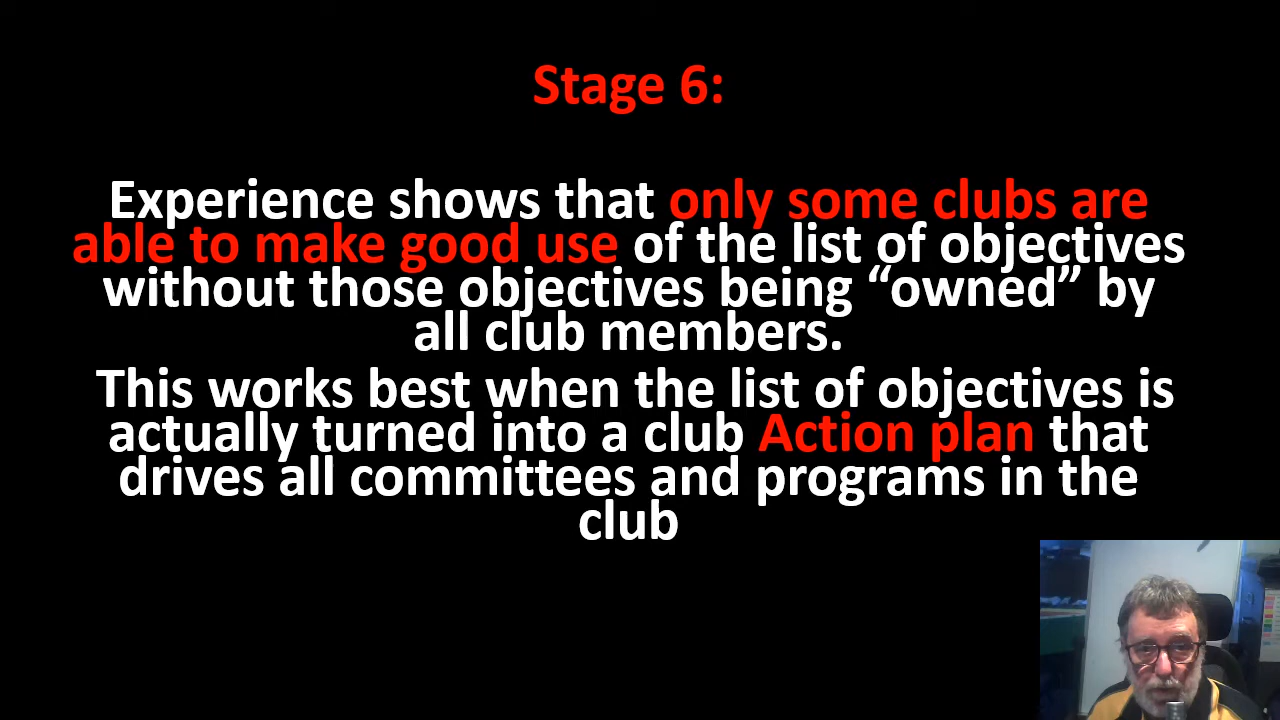 Stage 6:
Experience shows that only some clubs are
able to make good use of the list of objectives
without those objectives being “owned” by
all club members.
This works best when the list of objectives is
actually turned into a club Action plan that
drives all committees and programs in the
club